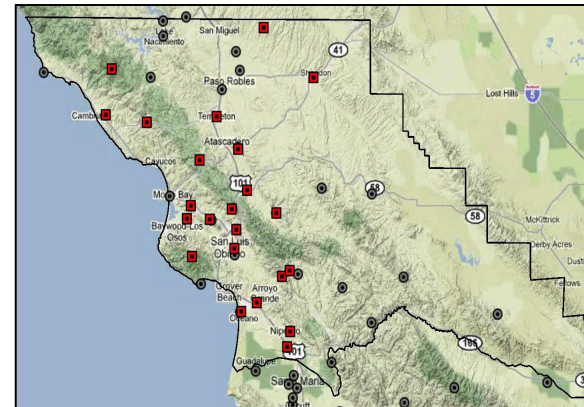 Lake
San Miguel
Nacimiento
41
Paso Robles
Shandon
Lost Hills
5
Cambria
Templeton
Atascadero
Cayucos
101
58
Morro Bay
58
McKittrick
Baywood-Los
Osos
San Luis
Obispo
Derby Acres
Fellows
Grover
Beach
Arroyo
Grande
Oceano
Nipomo
101
166
Guadalupe
Santa Maria
Orcutt